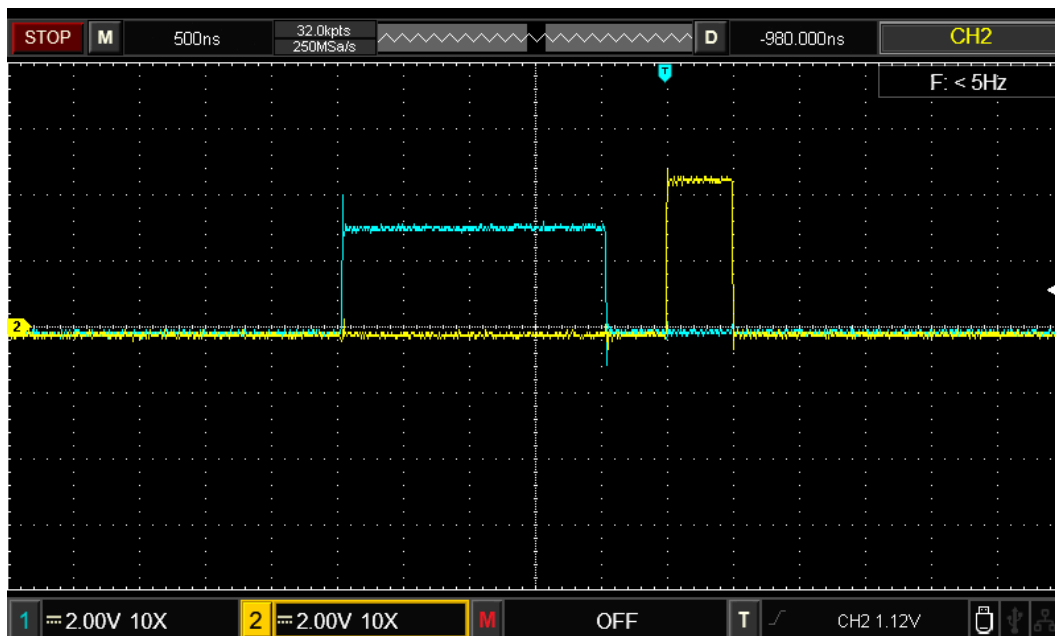 STOP M 500ns 32.0kpts D -980.000ns CH2
250MSa/s
T
F: < 5Hz
2
1 2.00V 10X 2 2.00V 10X M OFF T CH2 1.12V